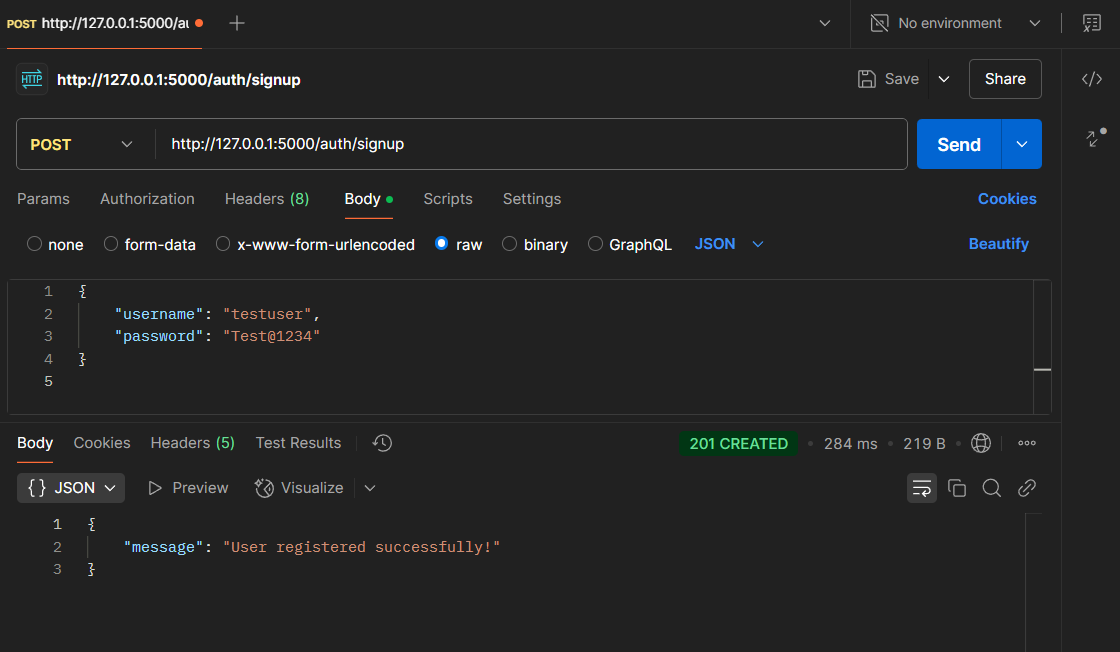 POST http://127.0.0.1:5000/au
No environment
HTTP http://127.0.0.1:5000/auth/signup
Save
Share
POST http://127.0.0.1:5000/auth/signup
Send
Params Authorization Headers (8) Body Scripts Settings Cookies
none form-data x-www-form-urlencoded raw binary GraphQL JSON Beautify
1 {
2 "username": "testuser",
3 "password": "Test@1234"
4 }
5
Body Cookies Headers (5) Test Results 201 CREATED 284 ms 219 B
{} JSON Preview Visualize
1 {
2 "message": "User registered successfully!"
3 }